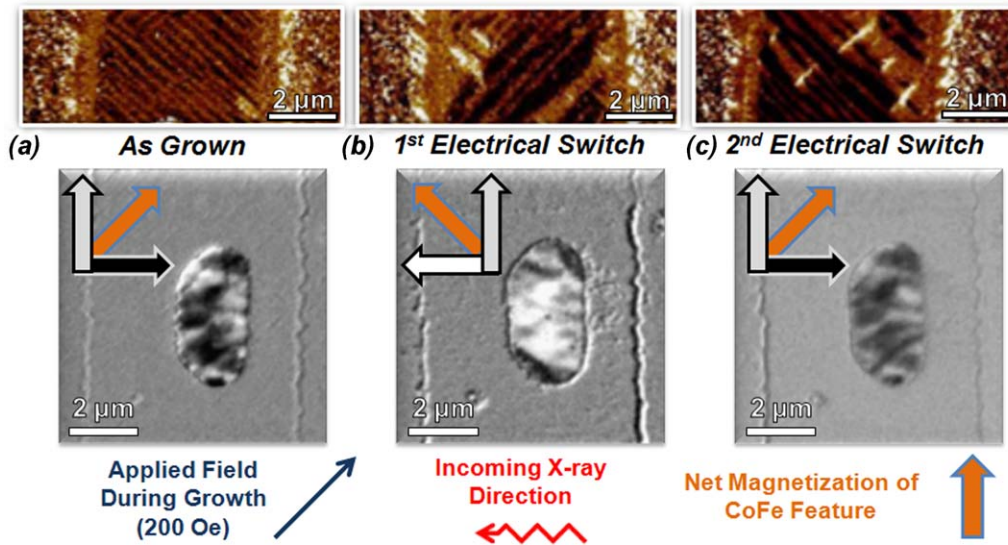 2 μm 2 μm 2 μm
(a) As Grown (b) 1st Electrical Switch (c) 2nd Electrical Switch
2 μm 2 μm 2 μm
Applied Field
During Growth
(200 Oe)
Incoming X-ray
Direction
Net Magnetization of
CoFe Feature